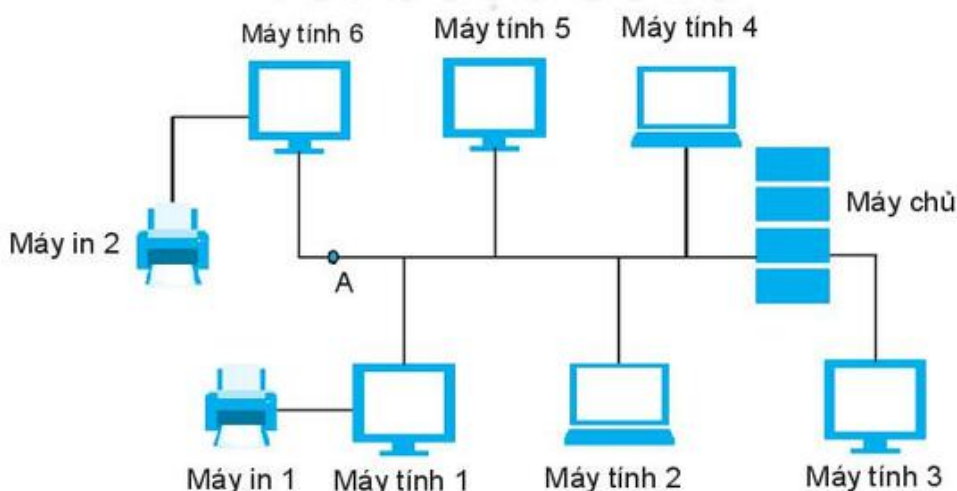 Máy tính 6
Máy tính 5
Máy tính 4
Máy chủ
Máy in 2
A
Máy in 1
Máy tính 1
Máy tính 2
Máy tính 3